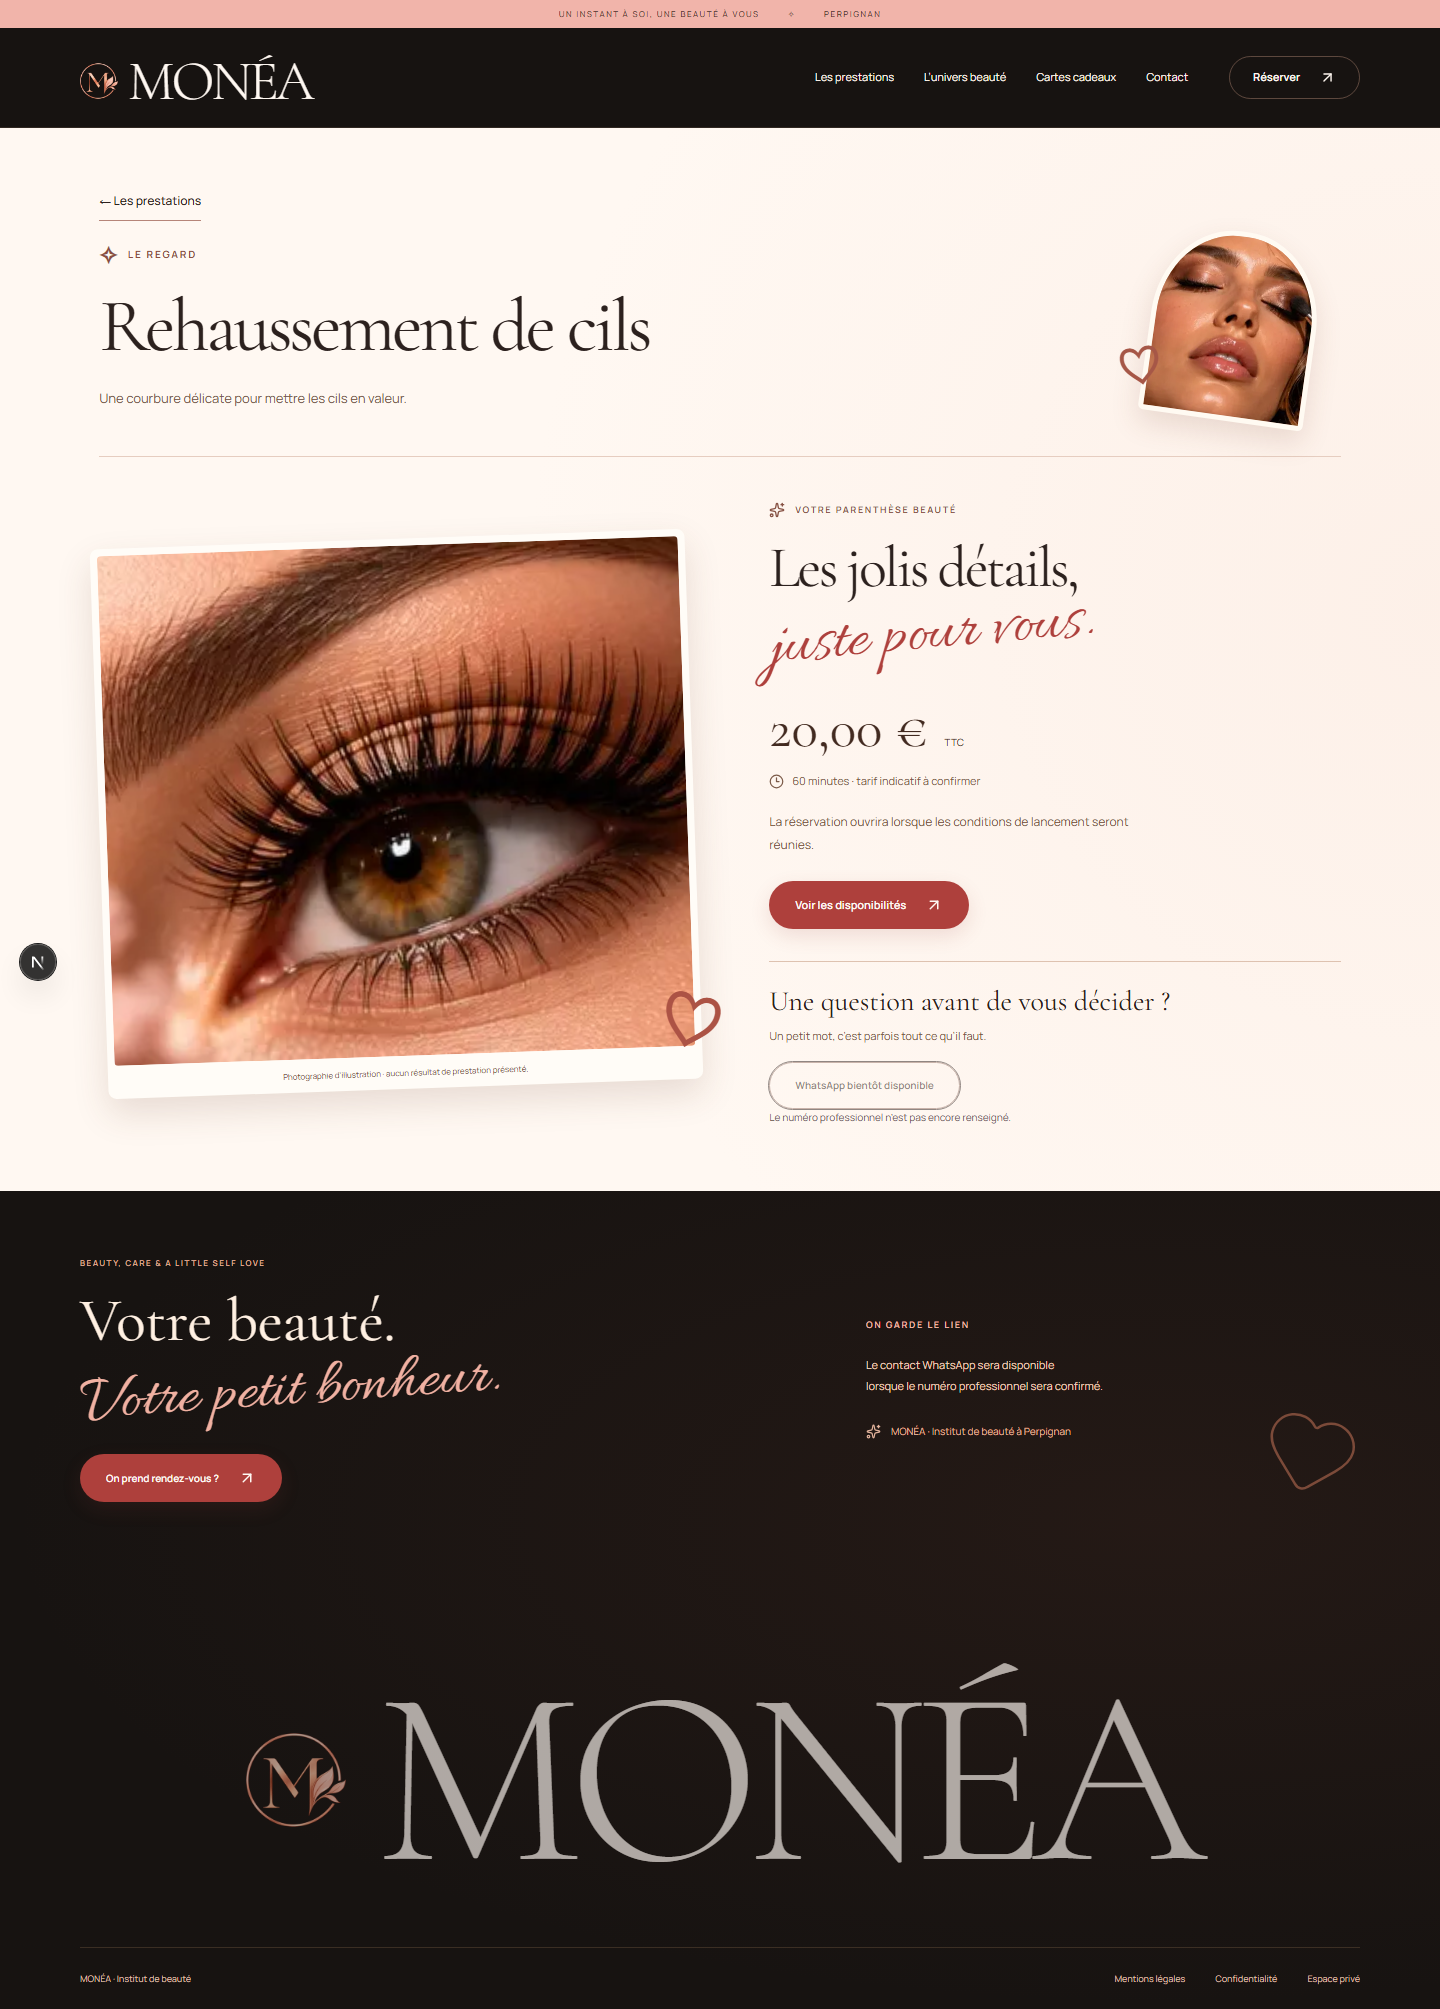 UN INSTANT À SOI, UNE BEAUTÉ À VOUS ✧ PERPIGNAN
M MONÉA
Les prestations L'univers beauté Cartes cadeaux Contact Réserver
← Les prestations
LE REGARD
Rehaussement de cils
Une courbure délicate pour mettre les cils en valeur.
VOTRE PARENTHÈSE BEAUTÉ
Les jolis détails,
juste pour vous.
20,00 € TTC
60 minutes · tarif indicatif à confirmer
La réservation ouvrira lorsque les conditions de lancement seront
réunies.
Voir les disponibilités
Une question avant de vous décider ?
Un petit mot, c'est parfois tout ce qu'il faut.
WhatsApp bientôt disponible
Le numéro professionnel n'est pas encore renseigné.
Photographie d'illustration · aucun résultat de prestation présenté.
N
BEAUTY, CARE & A LITTLE SELF LOVE
Votre beauté.
Votre petit bonheur.
On prend rendez-vous ?
ON GARDE LE LIEN
Le contact WhatsApp sera disponible
lorsque le numéro professionnel sera confirmé.
MONÉA · Institut de beauté à Perpignan
M MONÉA
MONÉA · Institut de beauté
Mentions légales Confidentialité Espace privé